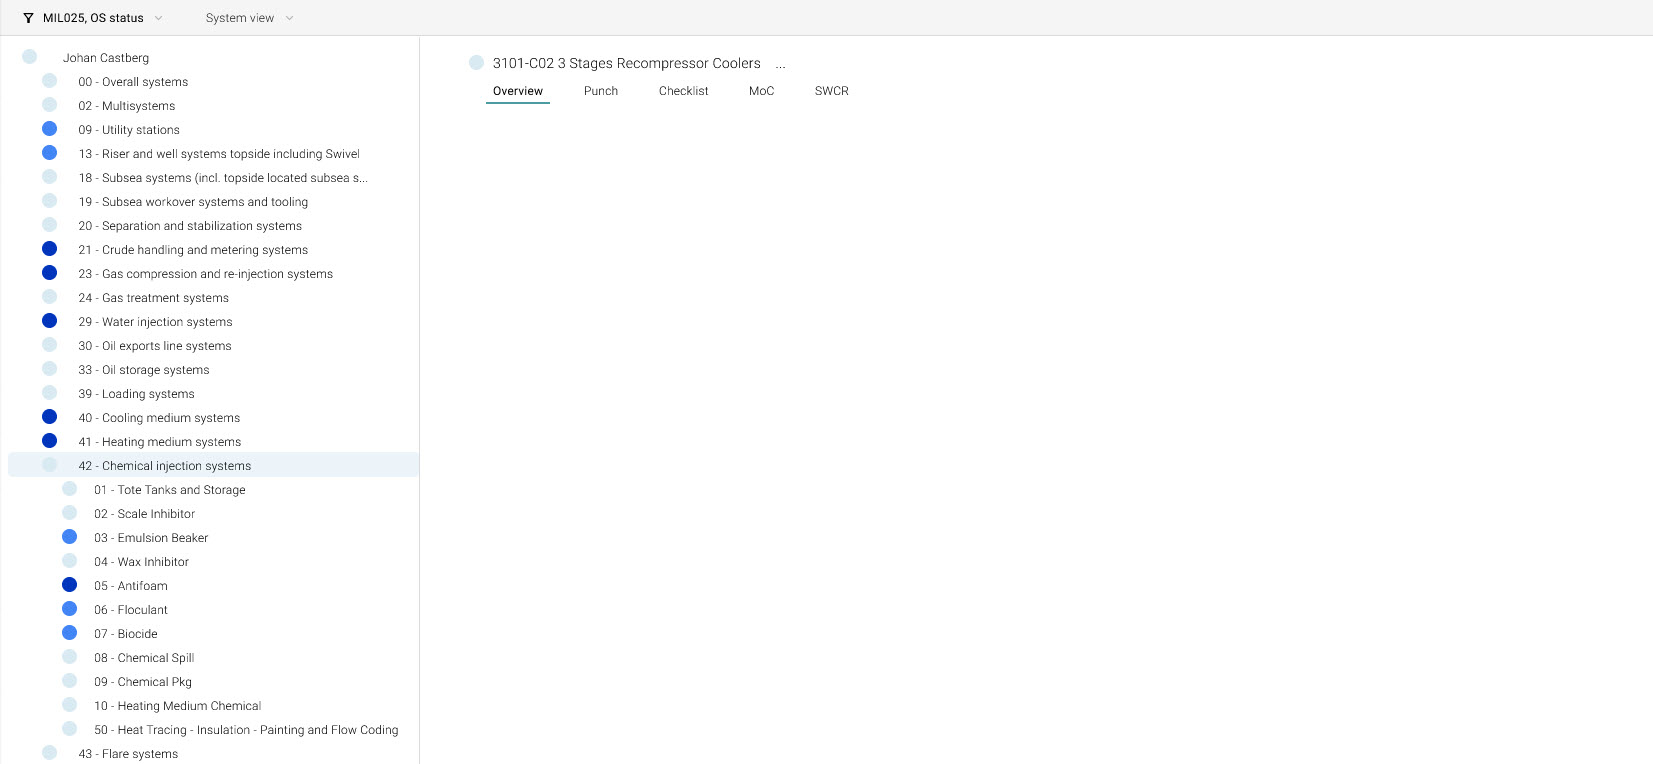 MIL025, OS status
System view
Johan Castberg
00 - Overall systems
02 - Multisystems
09 - Utility stations
13 - Riser and well systems topside including Swivel
18 - Subsea systems (incl. topside located subsea s...
19 - Subsea workover systems and tooling
20 - Separation and stabilization systems
21 - Crude handling and metering systems
23 - Gas compression and re-injection systems
24 - Gas treatment systems
29 - Water injection systems
30 - Oil exports line systems
33 - Oil storage systems
39 - Loading systems
40 - Cooling medium systems
41 - Heating medium systems
42 - Chemical injection systems
01 - Tote Tanks and Storage
02 - Scale Inhibitor
03 - Emulsion Beaker
04 - Wax Inhibitor
05 - Antifoam
06 - Floculant
07 - Biocide
08 - Chemical Spill
09 - Chemical Pkg
10 - Heating Medium Chemical
50 - Heat Tracing - Insulation - Painting and Flow Coding
43 - Flare systems
3101-C02 3 Stages Recompressor Coolers ...
Overview Punch Checklist MoC SWCR